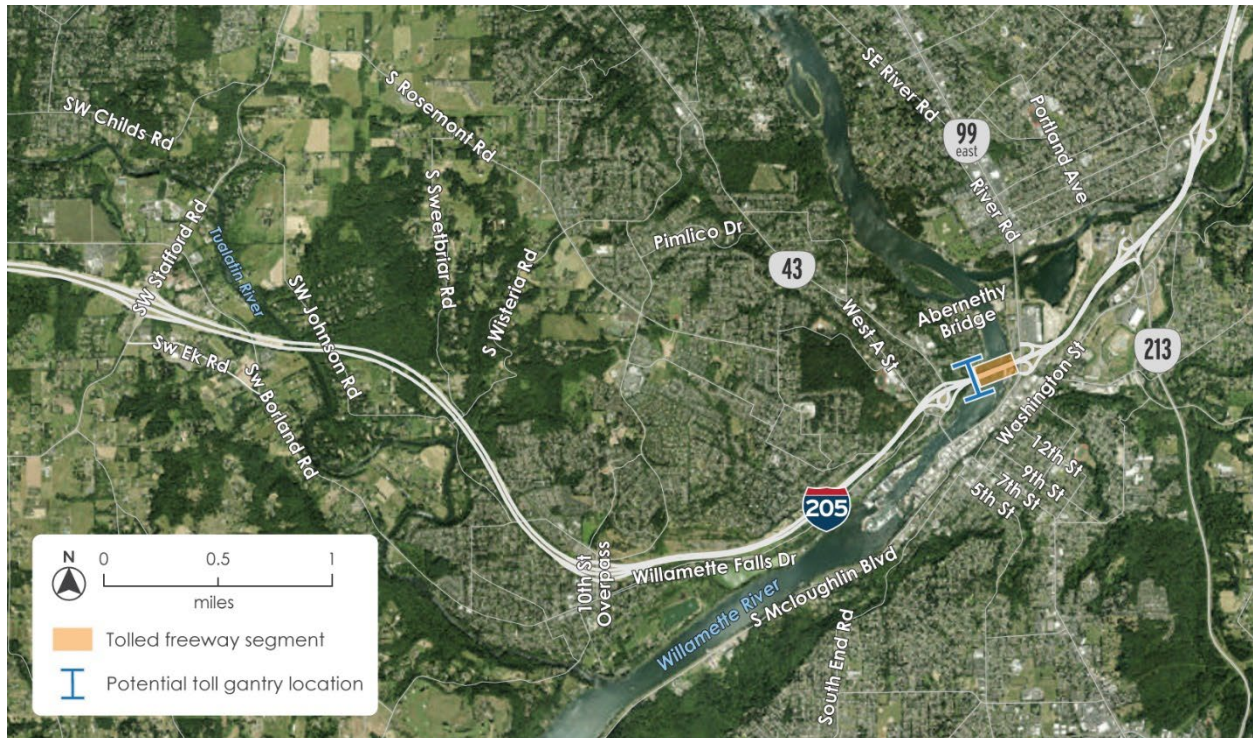 SW Childs Rd
S Rosemont Rd
SE River Rd
99
east
Portland Ave
River Rd
SW Stafford Rd
Tualatin River
S Sweetbriar Rd
Pimlico Dr
43
SW Johnson Rd
S Wisteria Rd
West A St
Abernethy
Bridge
213
Sw Ek Rd
Sw Borland Rd
Washington St
12th St
9th St
7th St
5th St
205
10th St
Overpass
Willamette Falls Dr
Willamette River
S Mcloughlin Blvd
South End Rd
N
0 0.5 1
miles
Tolled freeway segment
Potential toll gantry location